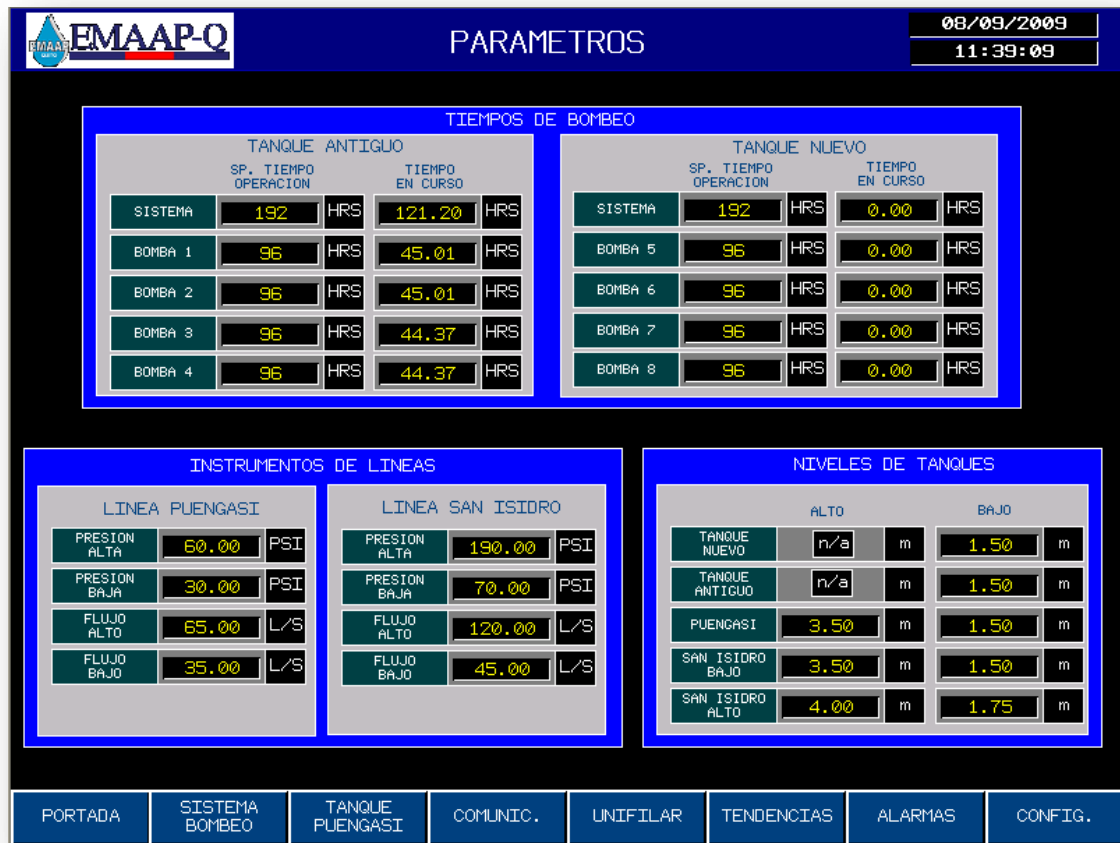 EMAAP QUITO
EMAAP-Q
PARAMETROS
08/09/2009
11:39:09
TIEMPOS DE BOMBEO
TANQUE ANTIGUO
SP. TIEMPO OPERACION TIEMPO EN CURSO
SISTEMA 192 HRS 121.20 HRS
BOMBA 1 96 HRS 45.01 HRS
BOMBA 2 96 HRS 45.01 HRS
BOMBA 3 96 HRS 44.37 HRS
BOMBA 4 96 HRS 44.37 HRS
TANQUE NUEVO
SP. TIEMPO OPERACION TIEMPO EN CURSO
SISTEMA 192 HRS 0.00 HRS
BOMBA 5 96 HRS 0.00 HRS
BOMBA 6 96 HRS 0.00 HRS
BOMBA 7 96 HRS 0.00 HRS
BOMBA 8 96 HRS 0.00 HRS
INSTRUMENTOS DE LINEAS
LINEA PUENGASI
PRESION ALTA 60.00 PSI
PRESION BAJA 30.00 PSI
FLUJO ALTO 65.00 L/S
FLUJO BAJO 35.00 L/S
LINEA SAN ISIDRO
PRESION ALTA 190.00 PSI
PRESION BAJA 70.00 PSI
FLUJO ALTO 120.00 L/S
FLUJO BAJO 45.00 L/S
NIVELES DE TANQUES
ALTO BAJO
TANQUE NUEVO n/a m 1.50 m
TANQUE ANTIGUO n/a m 1.50 m
PUENGASI 3.50 m 1.50 m
SAN ISIDRO BAJO 3.50 m 1.50 m
SAN ISIDRO ALTO 4.00 m 1.75 m
PORTADA
SISTEMA BOMBEO
TANQUE PUENGASI
COMUNIC.
UNIFILAR
TENDENCIAS
ALARMAS
CONFIG.